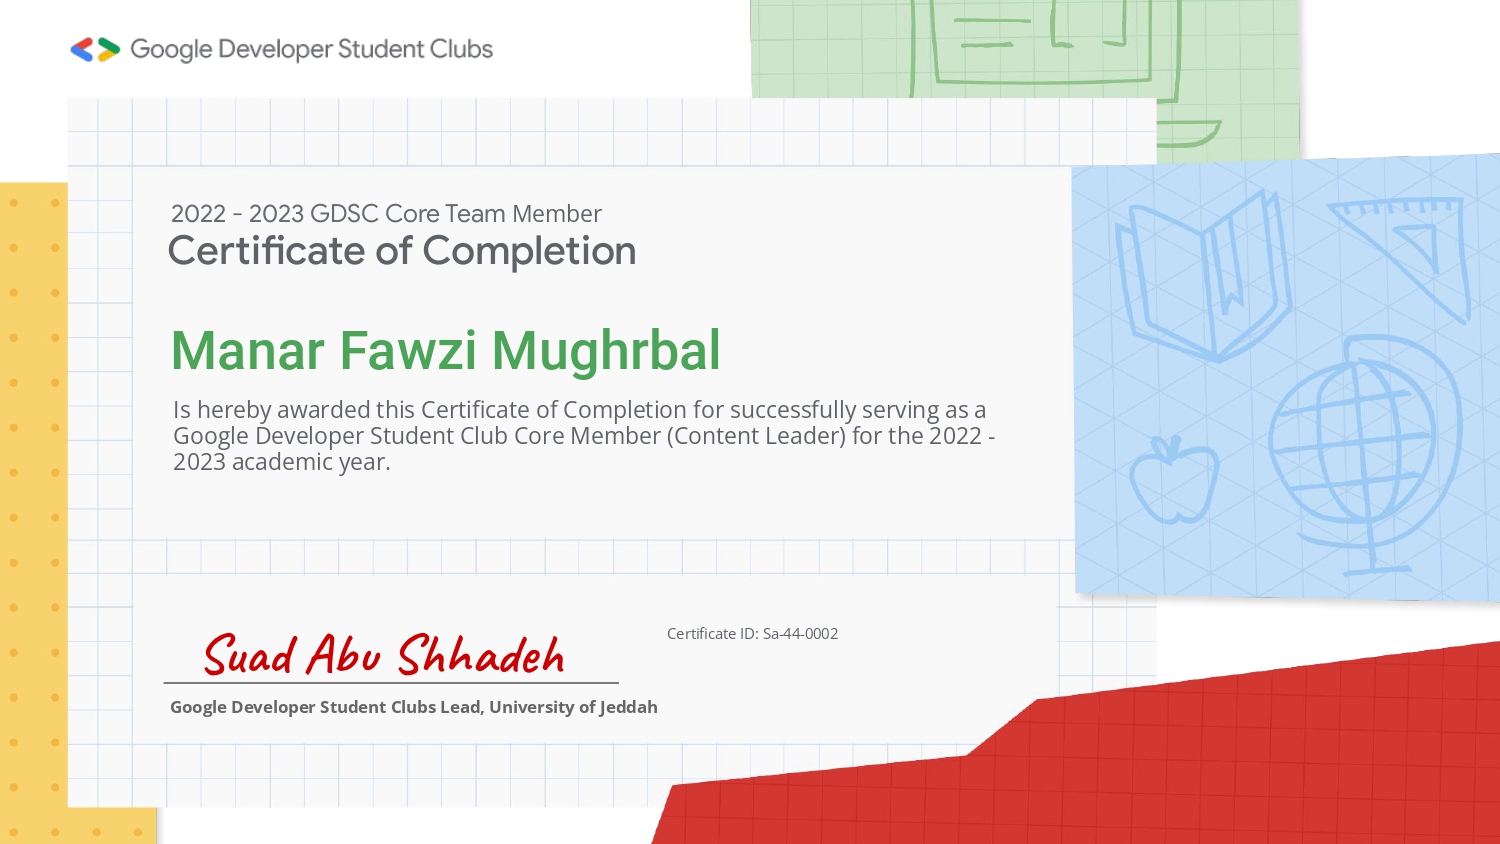 Google Developer Student Clubs
2022 - 2023 GDSC Core Team Member
Certificate of Completion
Manar Fawzi Mughrbal
Is hereby awarded this Certificate of Completion for successfully serving as a
Google Developer Student Club Core Member (Content Leader) for the 2022 -
2023 academic year.
Suad Abu Shhadeh
Certificate ID: Sa-44-0002
Google Developer Student Clubs Lead, University of Jeddah